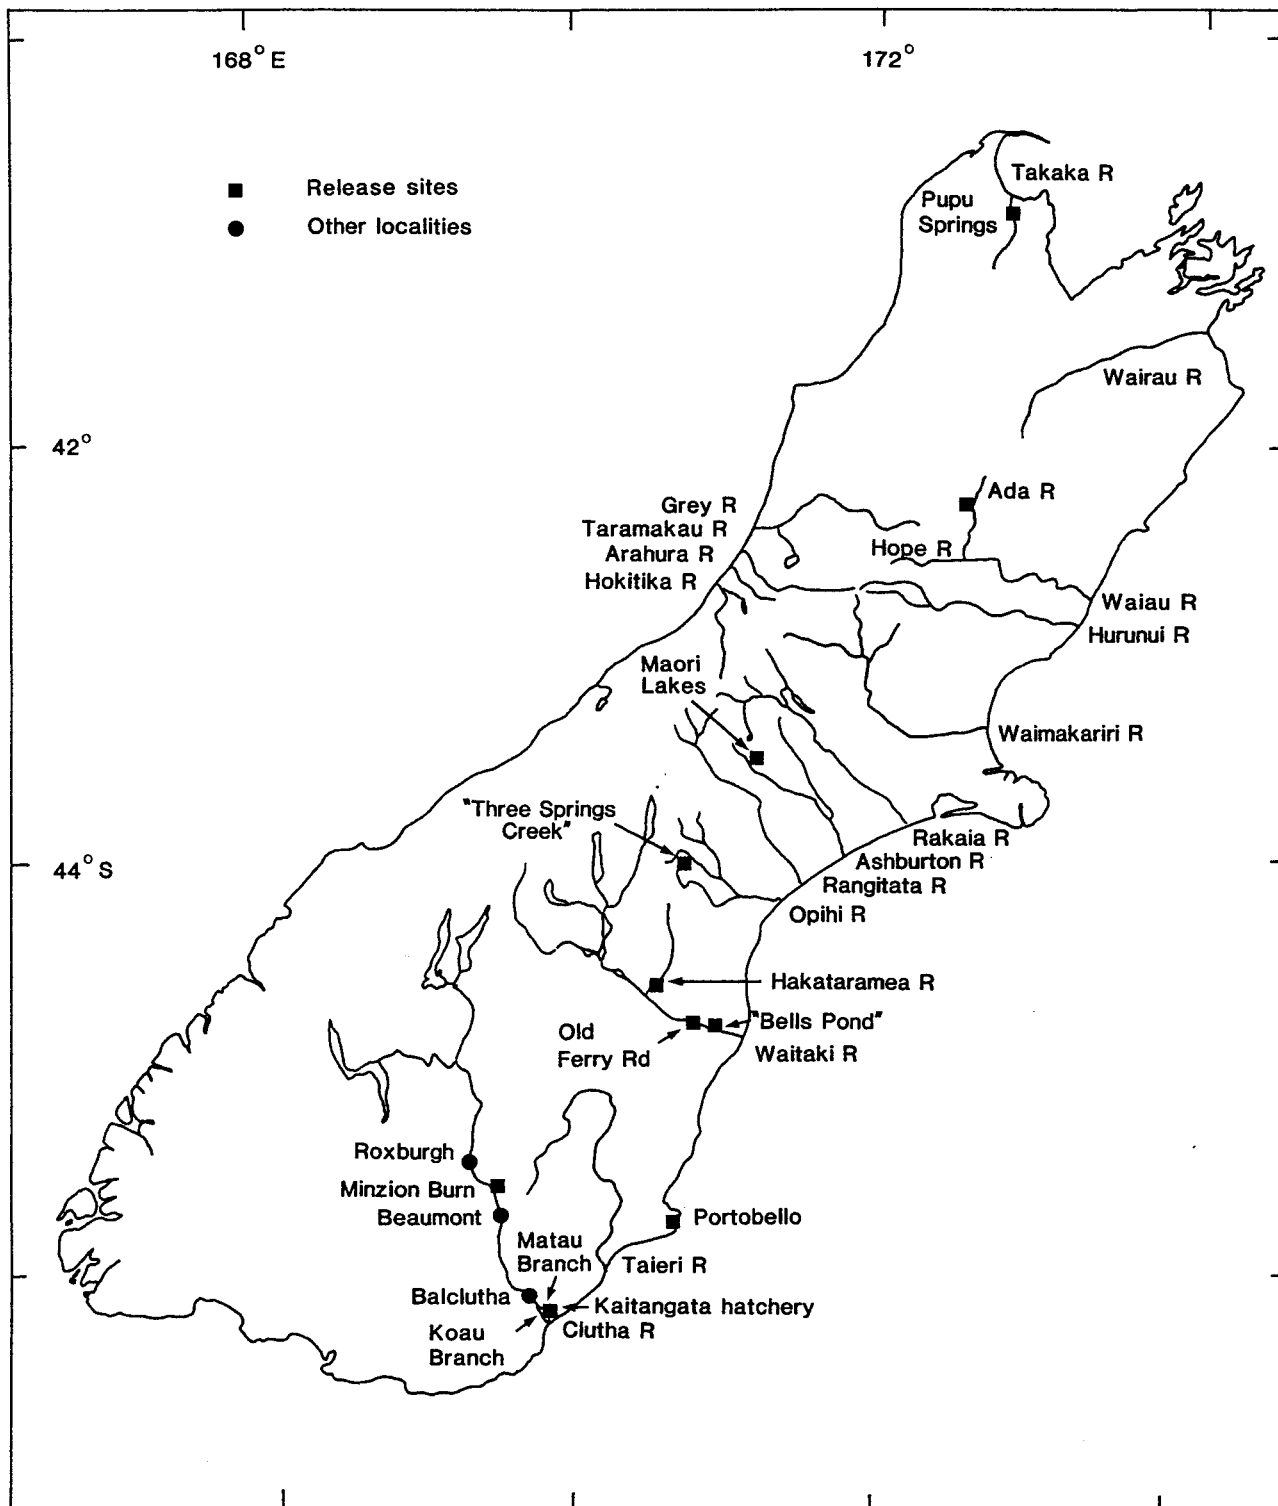 168° E
172°
Release sites
Other localities
Takaka R
Pupu
Springs
Wairau R
42°
Ada R
Grey R
Taramakau R
Arahura R
Hokitika R
Hope R
Waiau R
Hurunui R
Maori
Lakes
Waimakariri R
"Three Springs
Creek"
Rakaia R
Ashburton R
Rangitata R
Opihi R
44° S
Hakataramea R
"Bells Pond"
Old
Ferry Rd
Waitaki R
Roxburgh
Minzion Burn
Beaumont
Portobello
Matau
Branch
Taieri R
Balclutha
Kaitangata hatchery
Clutha R
Koau
Branch